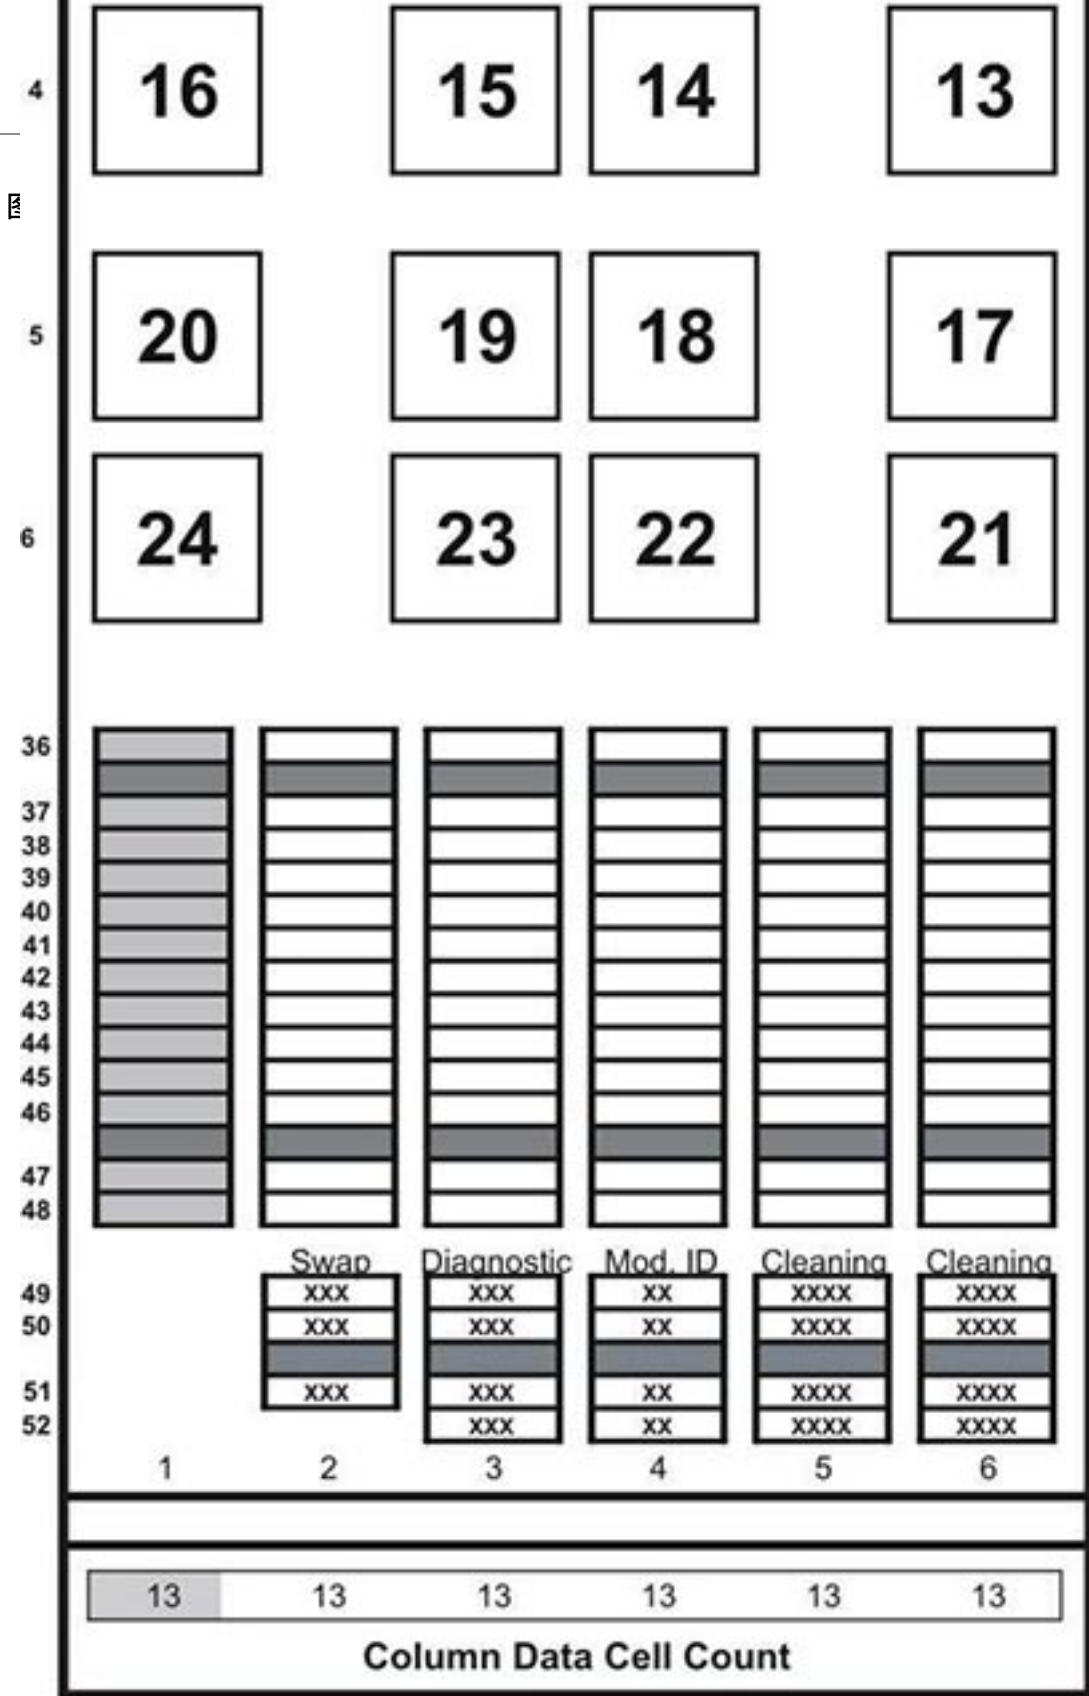 4 16 15 14 13
5 20 19 18 17
6 24 23 22 21
36
37
38
39
40
41
42
43
44
45
46
47
48
Swap Diagnostic Mod. ID Cleaning Cleaning
49 XXX XXX XX XXXX XXXX
50 XXX XXX XX XXXX XXXX
51 XXX XXX XX XXXX XXXX
52 XXX XX XXXX XXXX
1 2 3 4 5 6
13 13 13 13 13 13
Column Data Cell Count